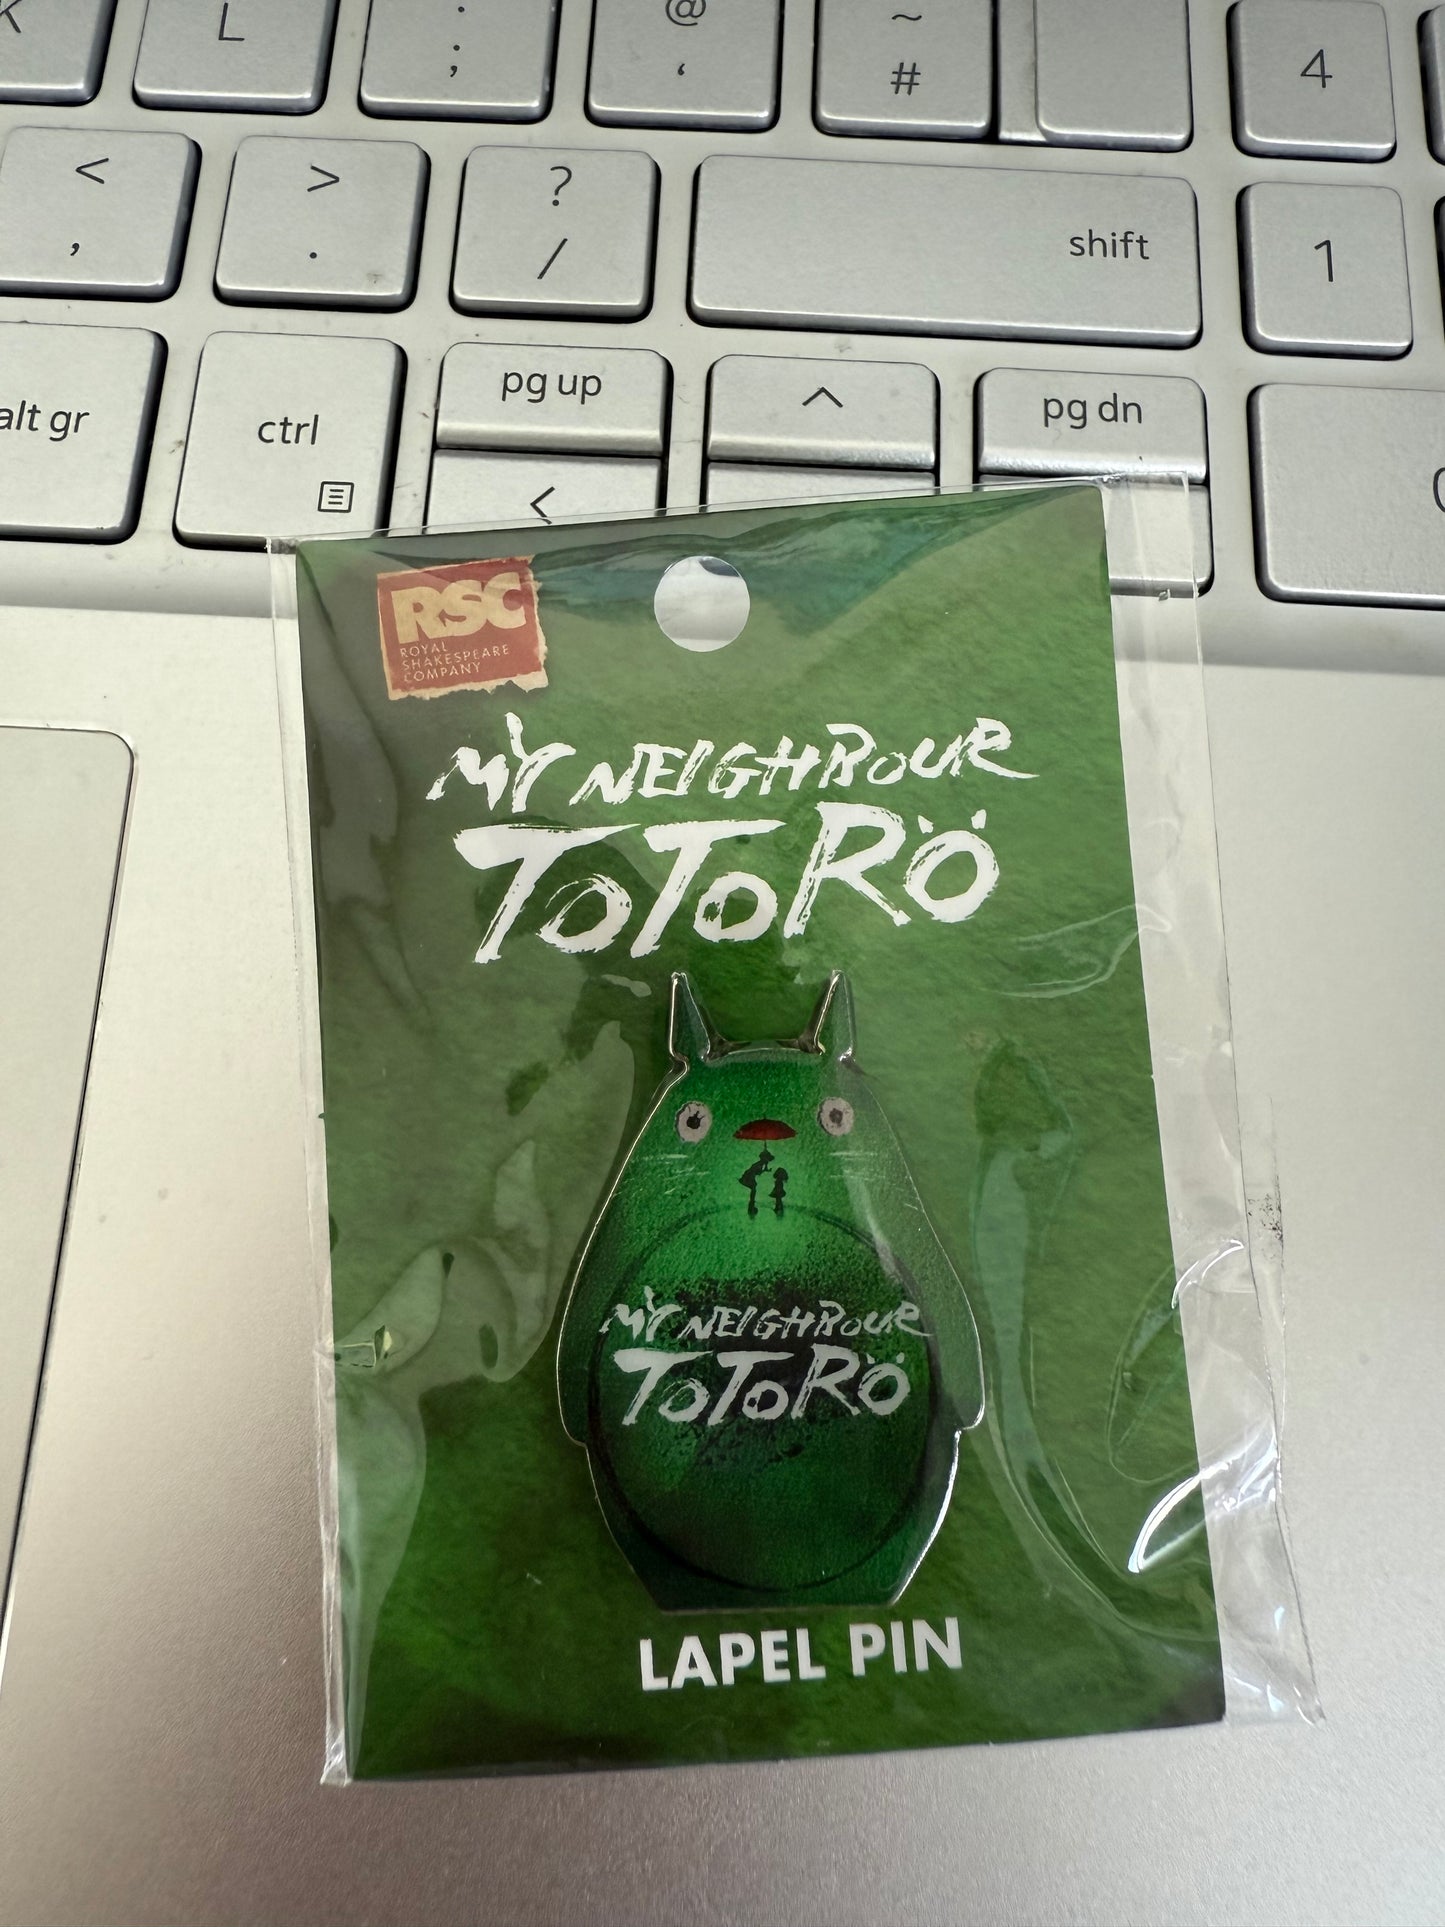 K
L
:
;
@
‘
~
#
4
<
,
>
.
?
/
shift
1
alt gr
ctrl
pg up
pg dn
RSC
ROYAL
SHAKESPEARE
COMPANY
MY NEIGHBOUR
TOTORO
MY NEIGHBOUR
TOTORO
LAPEL PIN